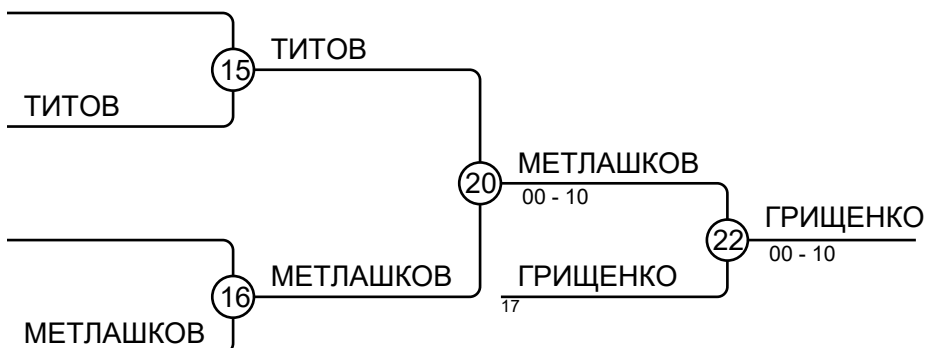 ТИТОВ
15
ТИТОВ
МЕТЛАШКОВ
20
00 - 10
ГРИЩЕНКО
22
00 - 10
МЕТЛАШКОВ
ГРИЩЕНКО
16
17
МЕТЛАШКОВ